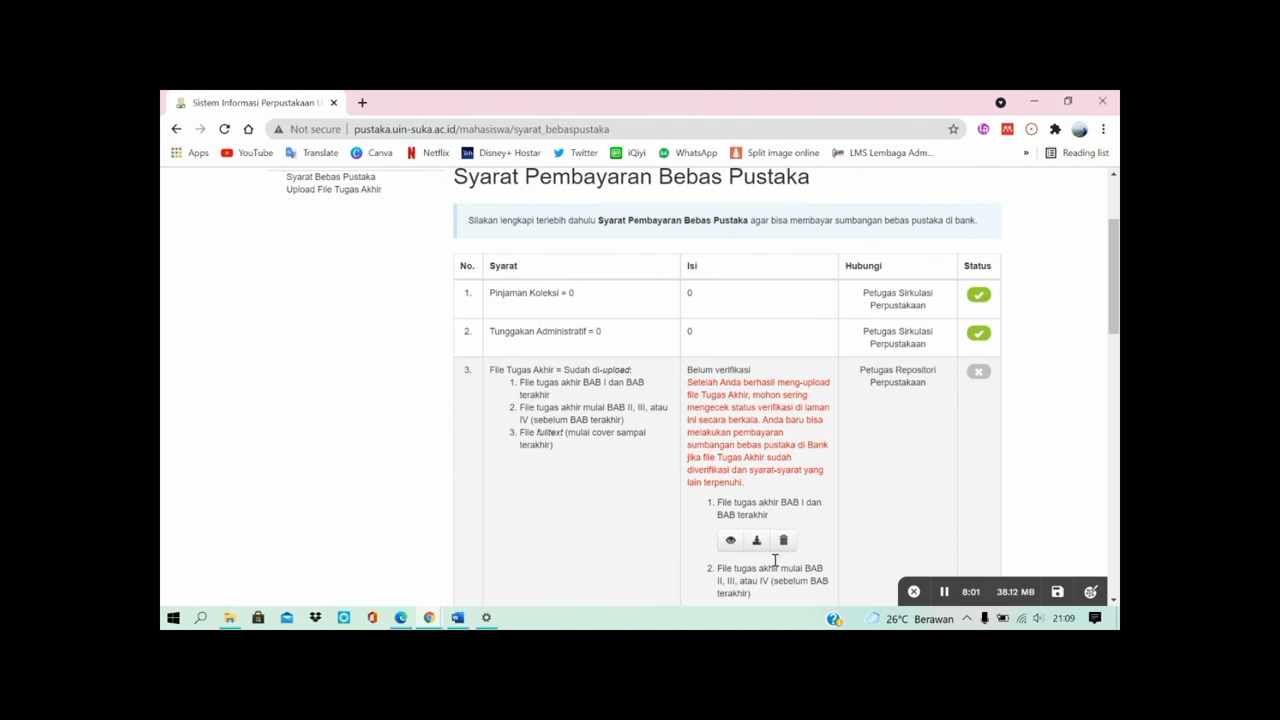 Sistem Informasi Perpustakaan U
Not secure | pustaka.uin-suka.ac.id/mahasiswa/syarat_bebaspustaka
Apps YouTube Translate Canva Netflix Disney+ Hostar Twitter iQiyi WhatsApp Split image online LMS Lembaga Adm... » Reading list
Syarat Bebas Pustaka
Upload File Tugas Akhir
Syarat Pembayaran Bebas Pustaka
Silakan lengkapi terlebih dahulu Syarat Pembayaran Bebas Pustaka agar bisa membayar sumbangan bebas pustaka di bank.
No. Syarat Isi Hubungi Status
1. Pinjaman Koleksi = 0 0 Petugas Sirkulasi
Perpustakaan
2. Tunggakan Administratif = 0 0 Petugas Sirkulasi
Perpustakaan
3. File Tugas Akhir = Sudah di-upload:
1. File tugas akhir BAB I dan BAB
terakhir
2. File tugas akhir mulai BAB II, III, atau
IV (sebelum BAB terakhir)
3. File fulltext (mulai cover sampai
terakhir)
Belum verifikasi
Setelah Anda berhasil meng-upload
file Tugas Akhir, mohon sering
mengecek status verifikasi di laman
ini secara berkala. Anda baru bisa
melakukan pembayaran
sumbangan bebas pustaka di Bank
jika file Tugas Akhir sudah
diverifikasi dan syarat-syarat yang
lain terpenuhi.
1. File tugas akhir BAB I dan
BAB terakhir
2. File tugas akhir mulai BAB
II, III, atau IV (sebelum BAB
terakhir)
Petugas Repositori
Perpustakaan
8:01 38.12 MB
26°C Berawan 21:09